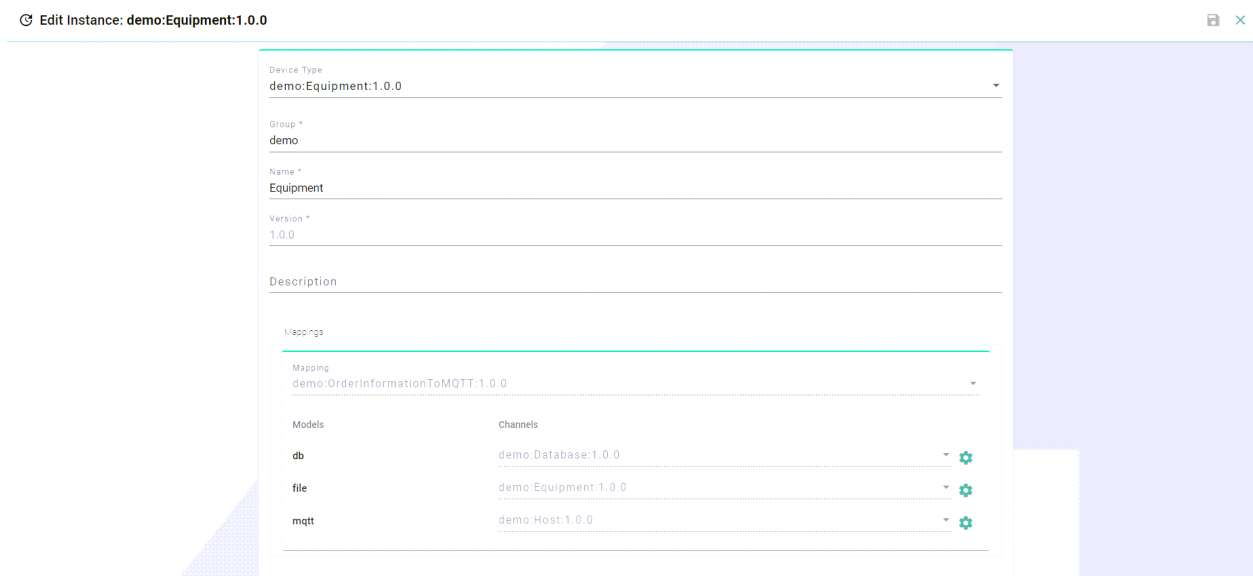 Edit Instance: demo:Equipment:1.0.0
Device Type
demo:Equipment:1.0.0
Group *
demo
Name *
Equipment
Version *
1.0.0
Description
Mappings
Mapping
demo:OrderInformationToMQTT:1.0.0
Models Channels
db demo:Database:1.0.0
file demo:Equipment:1.0.0
mqtt demo:Host:1.0.0